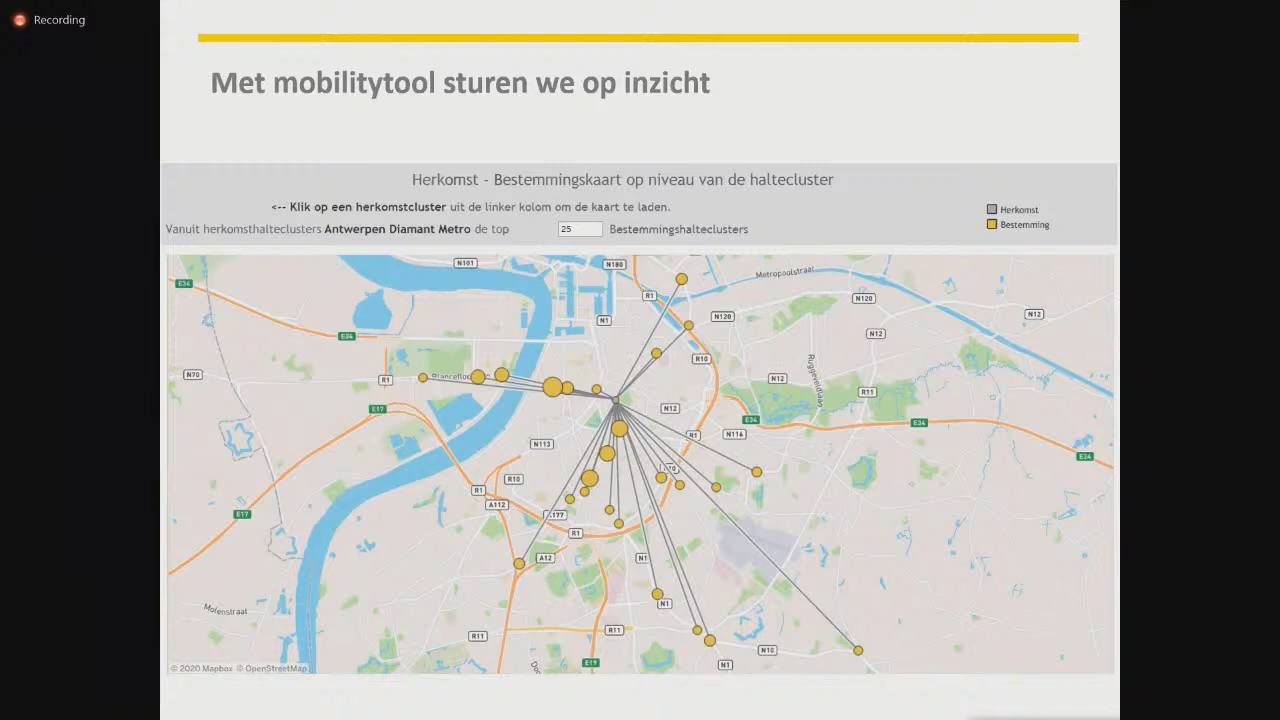 Recording
Met mobilitytool sturen we op inzicht
Herkomst - Bestemmingskaart op niveau van de haltecluster
<-- Klik op een herkomstcluster uit de linker kolom om de kaart te laden.
Vanuit herkomsthalteclusters Antwerpen Diamant Metro de top 25 Bestemmingshalteclusters
Herkomst
Bestemming
N101
N180
E34
R1
Metropoolstraat
N120
N12
N1
N120
N12
E34
R10
N70
R1
Ruggeveldlaan
N12
R11
E17
N12
E34
E34
N113
R1
N116
E34
R10
R1
A112
E17
R1
A12
N1
Molenstraat
N1
R11
R11
N10
E19
N1
© 2020 Mapbox © OpenStreetMap